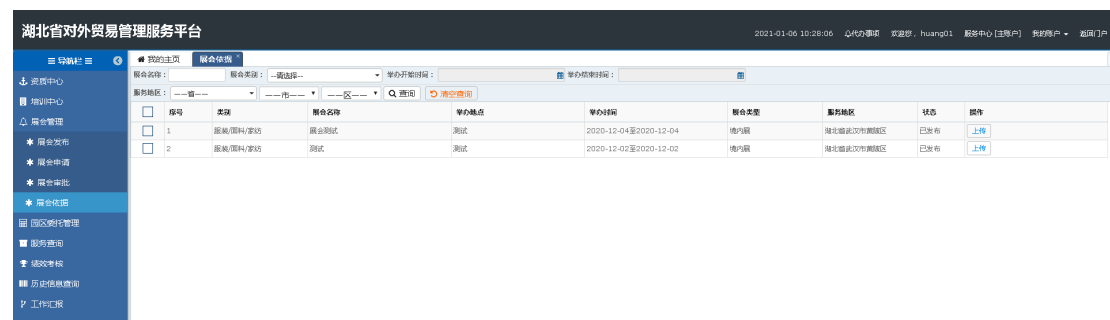 湖北省对外贸易管理服务平台
2021-01-06 10:28:06 代办事项 欢迎您, huang01 服务中心 [主账户] 我的账户 返回门户
导航栏 我的主页 展会依据
资质中心
培训中心
展会管理
展会发布
展会申请
展会审批
展会依据
园区委托管理
服务查询
绩效考核
历史信息查询
工作汇报
展会名称: 展会类别: --请选择-- 举办开始时间: 举办结束时间:
服务地区: ——省—— ——市—— ——区—— 查询 清空查询
序号 类别 展会名称 举办地点 举办时间 展会类型 服务地区 状态 操作
1 服装/面料/家纺 展会测试 测试 2020-12-04至2020-12-04 境内展 湖北省武汉市黄陂区 已发布 上传
2 服装/面料/家纺 测试 测试 2020-12-02至2020-12-02 境内展 湖北省武汉市黄陂区 已发布 上传